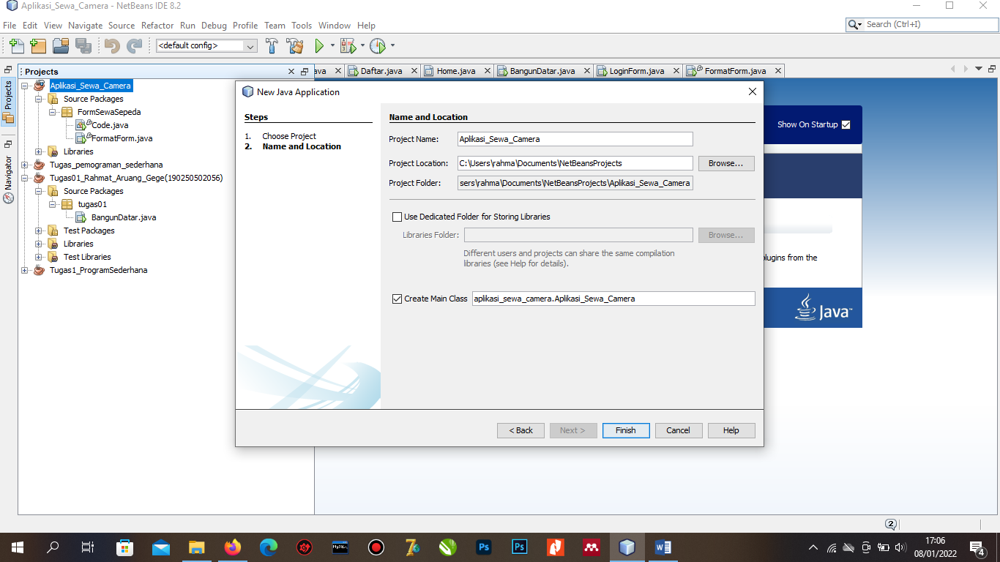 Aplikasi_Sewa_Camera - NetBeans IDE 8.2
File Edit View Navigate Source Refactor Run Debug Profile Team Tools Window Help
Search (Ctrl+I)
<default config>
Projects
Navigator
Projects
ava
Daftar.java
Home.java
BangunDatar.java
LoginForm.java
FormatForm.java
Aplikasi_Sewa_Camera
Source Packages
FormSewaSepeda
Code.java
FormatForm.java
Libraries
Tugas_pemograman_sederhana
Tugas01_Rahmat_Aruang_Gege(190250502056)
Source Packages
tugas01
BangunDatar.java
Test Packages
Libraries
Test Libraries
Tugas1_ProgramSederhana
New Java Application
Steps
1. Choose Project
2. Name and Location
Name and Location
Project Name: Aplikasi_Sewa_Camera
Project Location: C:\Users\rahma\Documents\NetBeansProjects Browse...
Project Folder: sers\rahma\Documents\NetBeansProjects\Aplikasi_Sewa_Camera
Use Dedicated Folder for Storing Libraries
Libraries Folder: Browse...
Different users and projects can share the same compilation
libraries (see Help for details).
Create Main Class aplikasi_sewa_camera.Aplikasi_Sewa_Camera
< Back Next > Finish Cancel Help
Show On Startup
plugins from the
Java™
2
MySQL
7
Ps
Ps
17:06
08/01/2022
4